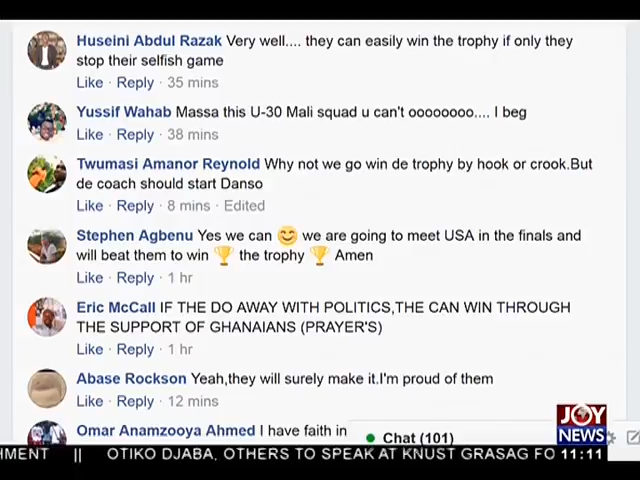 Huseini Abdul Razak Very well.... they can easily win the trophy if only they
stop their selfish game
Like · Reply · 35 mins
Yussif Wahab Massa this U-30 Mali squad u can't oooooooo.... I beg
Like · Reply · 38 mins
Twumasi Amanor Reynold Why not we go win de trophy by hook or crook.But
de coach should start Danso
Like · Reply · 8 mins · Edited
Stephen Agbenu Yes we can 😊 we are going to meet USA in the finals and
will beat them to win 🏆 the trophy 🏆 Amen
Like · Reply · 1 hr
Eric McCall IF THE DO AWAY WITH POLITICS,THE CAN WIN THROUGH
THE SUPPORT OF GHANAIANS (PRAYER'S)
Like · Reply · 1 hr
Abase Rockson Yeah,they will surely make it.I'm proud of them
Like · Reply · 12 mins
Omar Anamzooya Ahmed I have faith in
Chat (101)
JOY
NEWS
HMENT || OTIKO DJABA, OTHERS TO SPEAK AT KNUST GRASAG FO 11:11